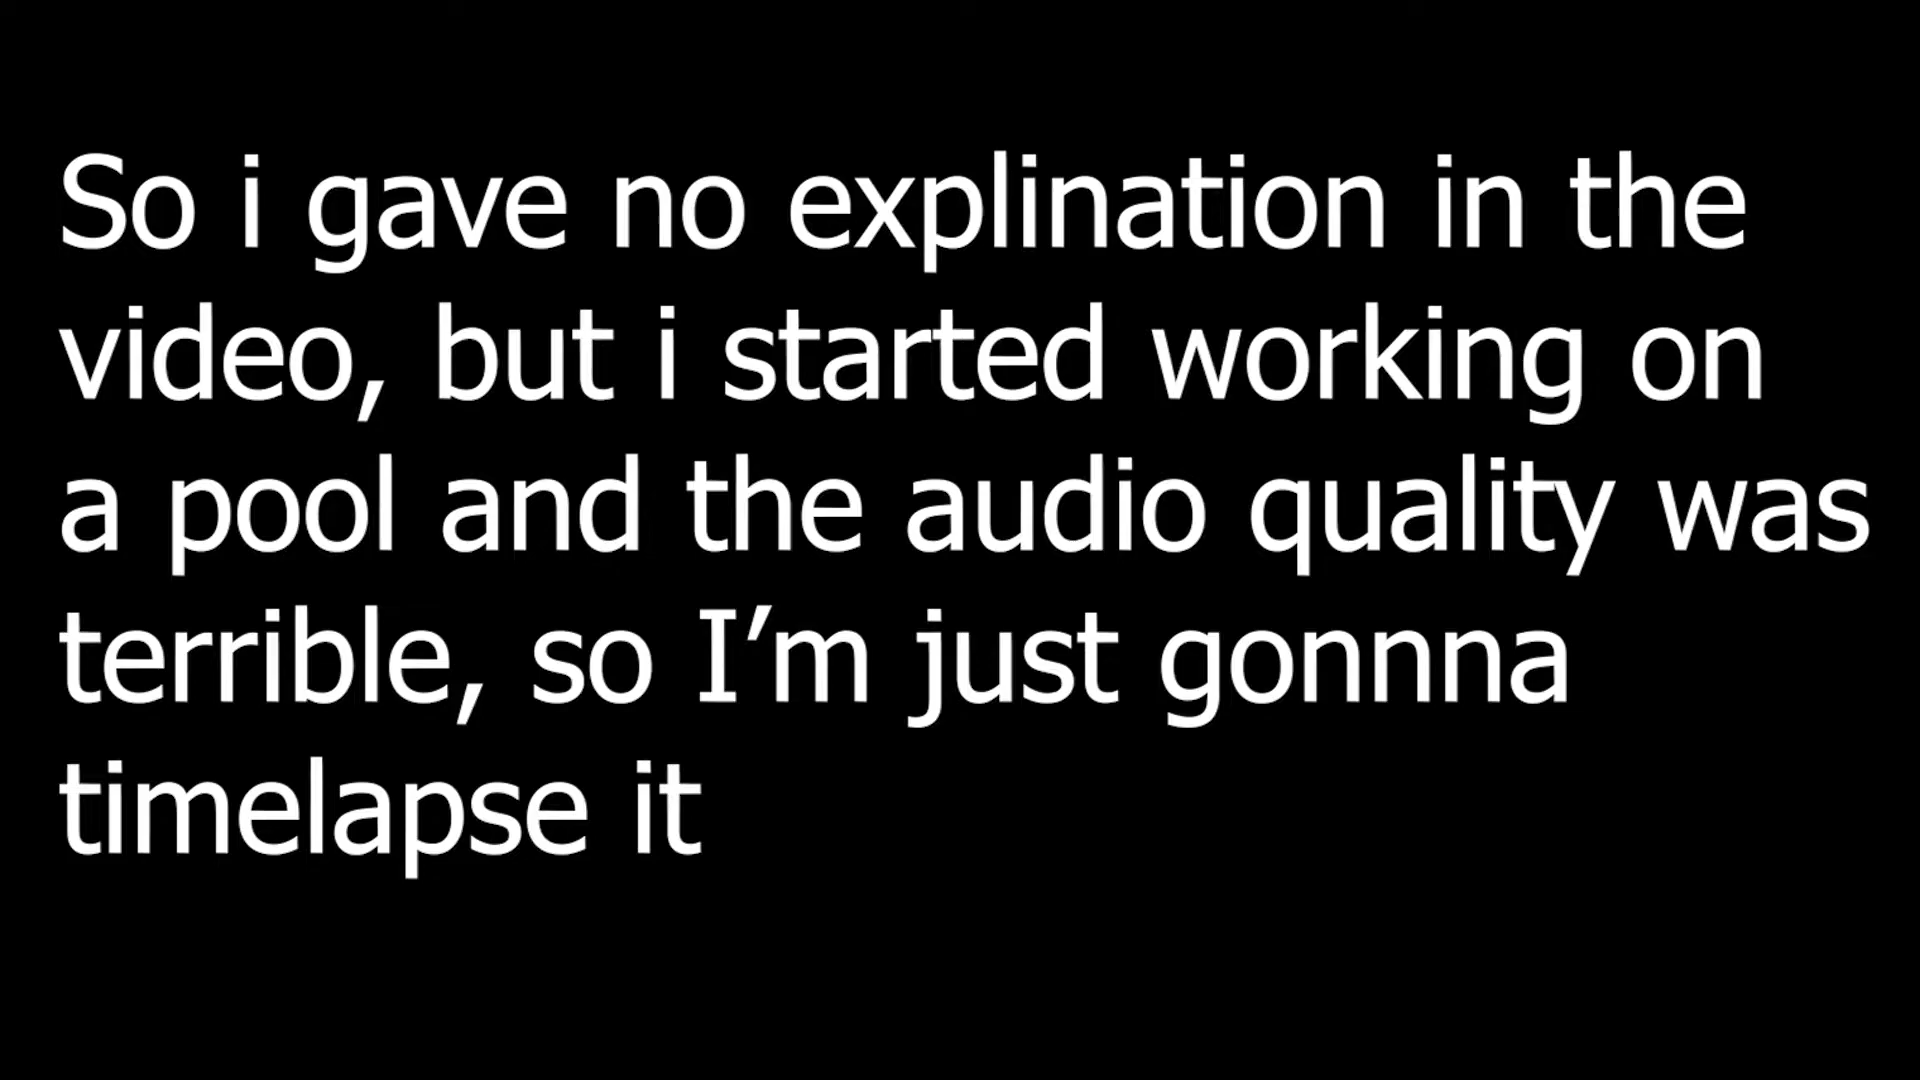 So i gave no explination in the
video, but i started working on
a pool and the audio quality was
terrible, so I’m just gonnna
timelapse it